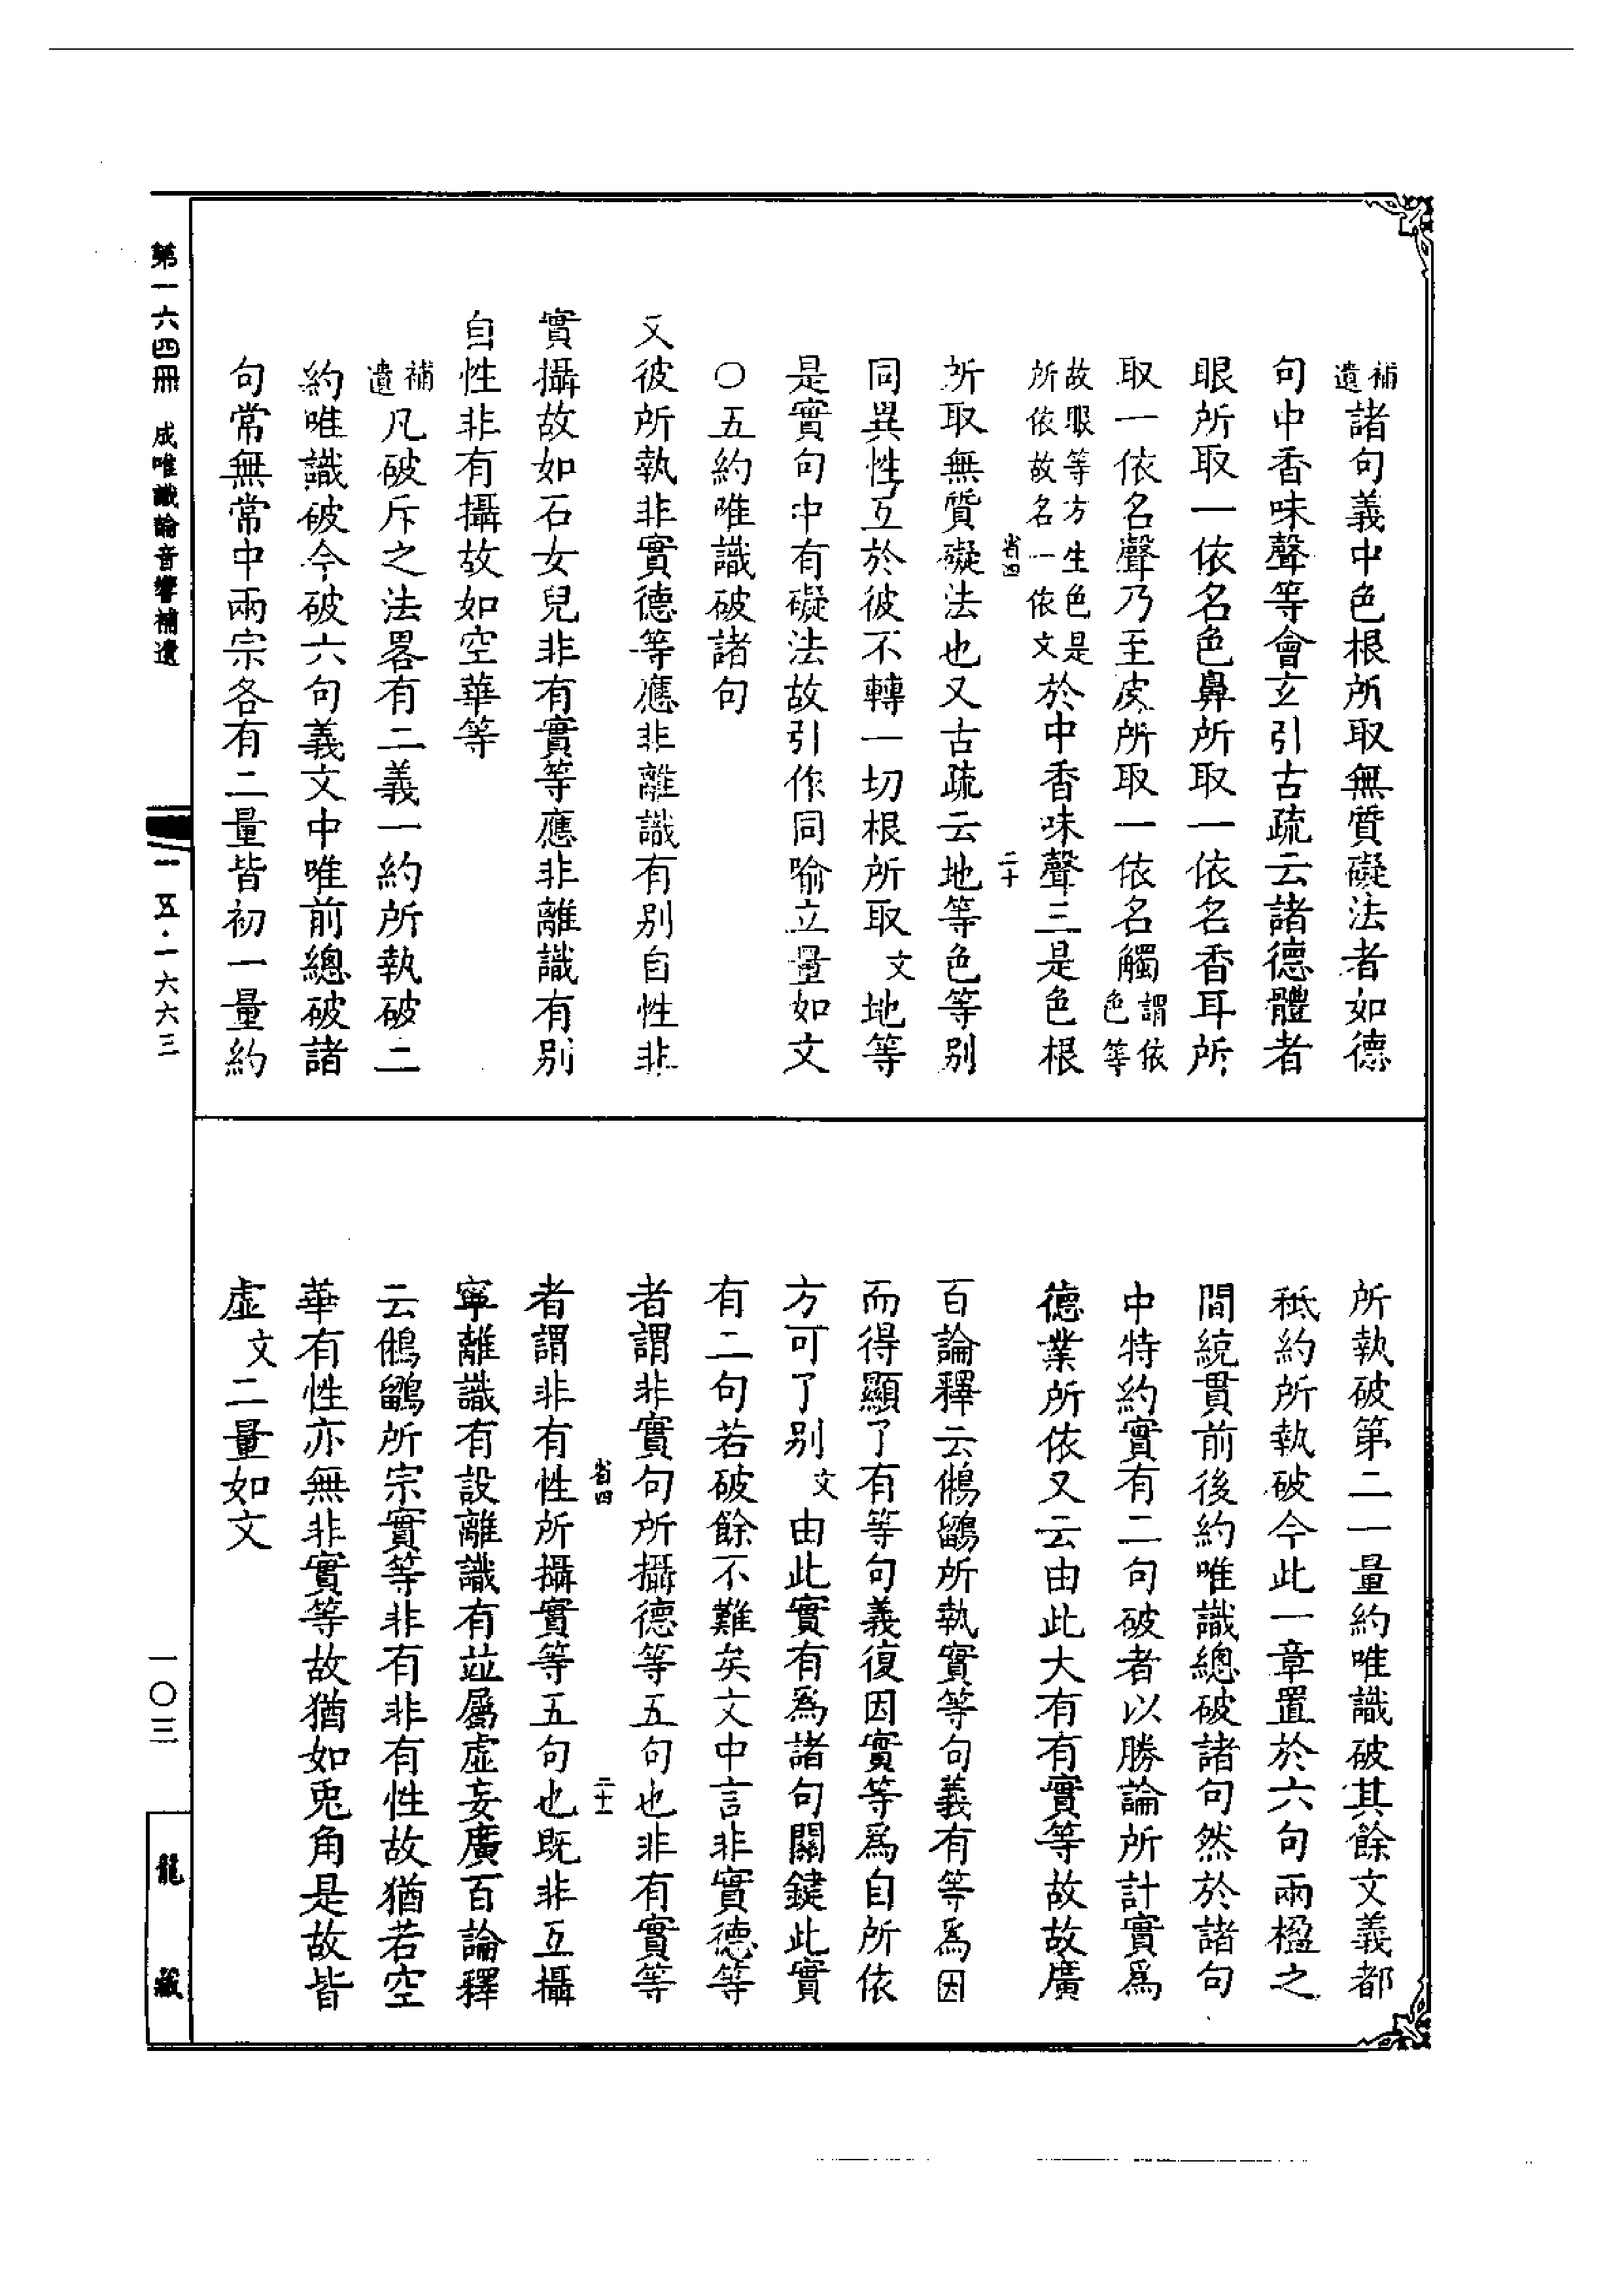 補遺諸句義中色根所取無質礙法者如德
句中香味聲等會玄引古疏云諸德體者
眼所取一依名色鼻所取一依名香耳所
取一依名聲乃至皮所取一依名觸謂依色等
故眼等方生色是所依故名一依文於中香味聲三是色根
省四
二十
所取無質礙法也又古疏云地等色等別
同異性互於彼不轉一切根所取文地等
是實句中有礙法故引作同喻立量如文
○五約唯識破諸句
又彼所執非實德等應非離識有別自性非
實攝故如石女兒非有實等應非離識有別
自性非有攝故如空華等
補遺凡破斥之法畧有二義一約所執破二
約唯識破今破六句義文中唯前總破諸
句常無常中兩宗各有二量皆初一量約
所執破第二一量約唯識破其餘文義都
秖約所執破今此一章置於六句兩楹之
間統貫前後約唯識總破諸句然於諸句
中特約實有二句破者以勝論所計實爲
德業所依又云由此大有有實等故故廣
百論釋云鵂鶹所執實等句義有等爲因
而得顯了有等句義復因實等爲自所依
方可了別文由此實有爲諸句關鍵此實
有二句若破餘不難矣文中言非實德等
者謂非實句所攝德等五句也非有實等
省四
二十一
者謂非有性所攝實等五句也既非互攝
寧離識有設離識有竝屬虛妄廣百論釋
云鵂鶹所宗實等非有非有性故猶若空
華有性亦無非實等故猶如兎角是故皆
虛文二量如文
第一六四冊 成唯識論音響補遺
一五·一六六三
一〇三
龍藏